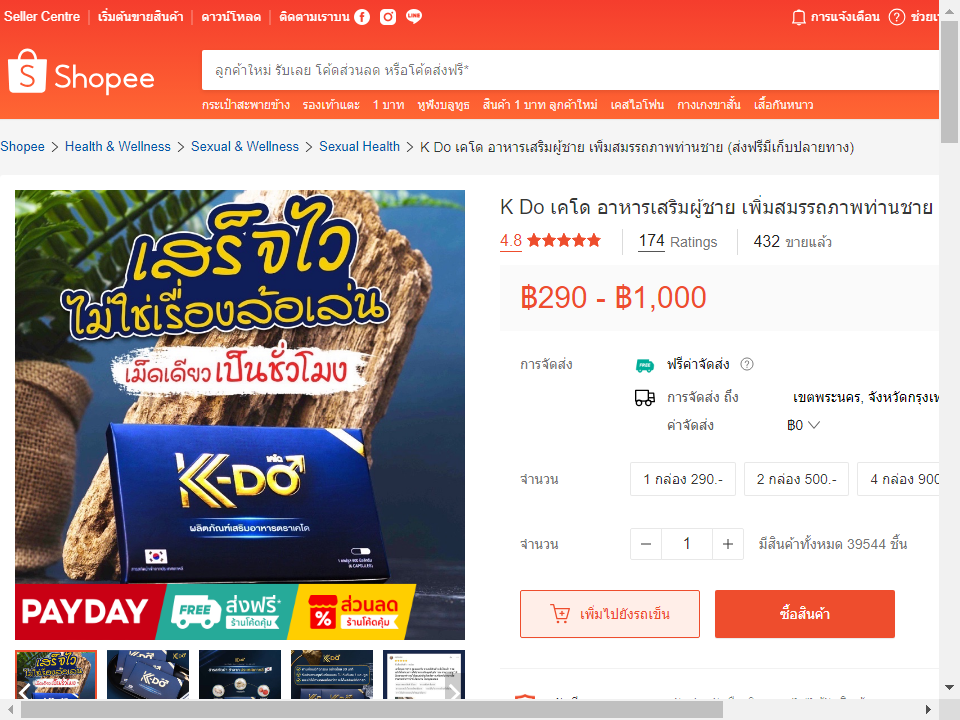 Seller Centre เริ่มต้นขายสินค้า ดาวน์โหลด ติดตามเราบน
การแจ้งเตือน
Shopee
ลูกค้าใหม่ รับเลย โค้ดส่วนลด หรือโค้ดส่งฟรี*
กระเป๋าสะพายข้าง รองเท้าแตะ 1 บาท หูฟังบลูทูธ สินค้า 1 บาท ลูกค้าใหม่ เคสไอโฟน กางเกงขาสั้น เสื้อกันหนาว
Shopee > Health & Wellness > Sexual & Wellness > Sexual Health > K Do เคโด อาหารเสริมผู้ชาย เพิ่มสมรรถภาพท่านชาย (ส่งฟรีมีเก็บปลายทาง)
เสร็จไว
ไม่ใช่เรื่องล้อเล่น
เม็ดเดียวเป็นชั่วโมง
เคโด
K-DO
ผลิตภัณฑ์เสริมอาหารตราเคโด
PAYDAY
FREE ส่งฟรี*
ร้านโค้ดคุ้ม
% ส่วนลด
ร้านโค้ดคุ้ม
K Do เคโด อาหารเสริมผู้ชาย เพิ่มสมรรถภาพท่านชาย
4.8 174 Ratings 432 ขายแล้ว
฿290 - ฿1,000
การจัดส่ง FREE ฟรีค่าจัดส่ง
การจัดส่ง ถึง เขตพระนคร, จังหวัดกรุงเท
ค่าจัดส่ง ฿0
จำนวน 1 กล่อง 290.- 2 กล่อง 500.- 4 กล่อง 900
จำนวน 1 มีสินค้าทั้งหมด 39544 ชิ้น
เพิ่มไปยังรถเข็น ซื้อสินค้า